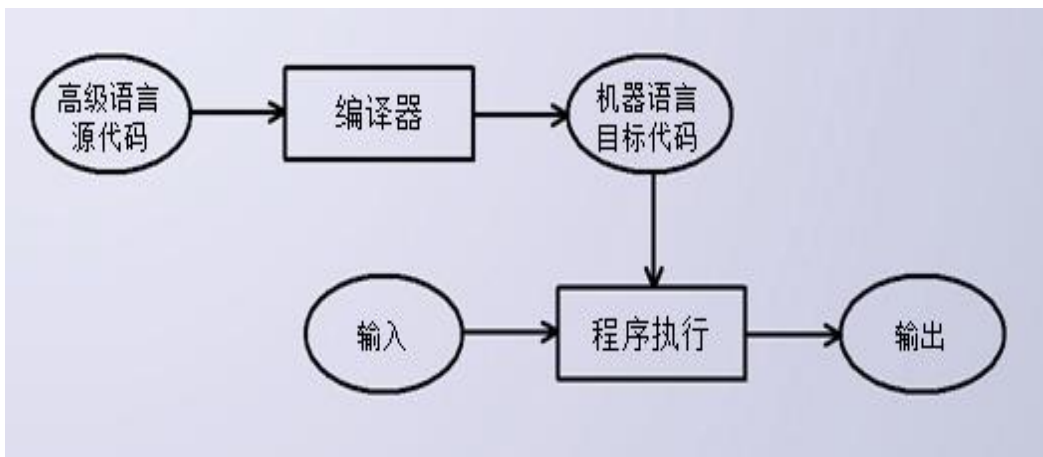 高级语言
源代码
编译器
机器语言
目标代码
输入
程序执行
输出